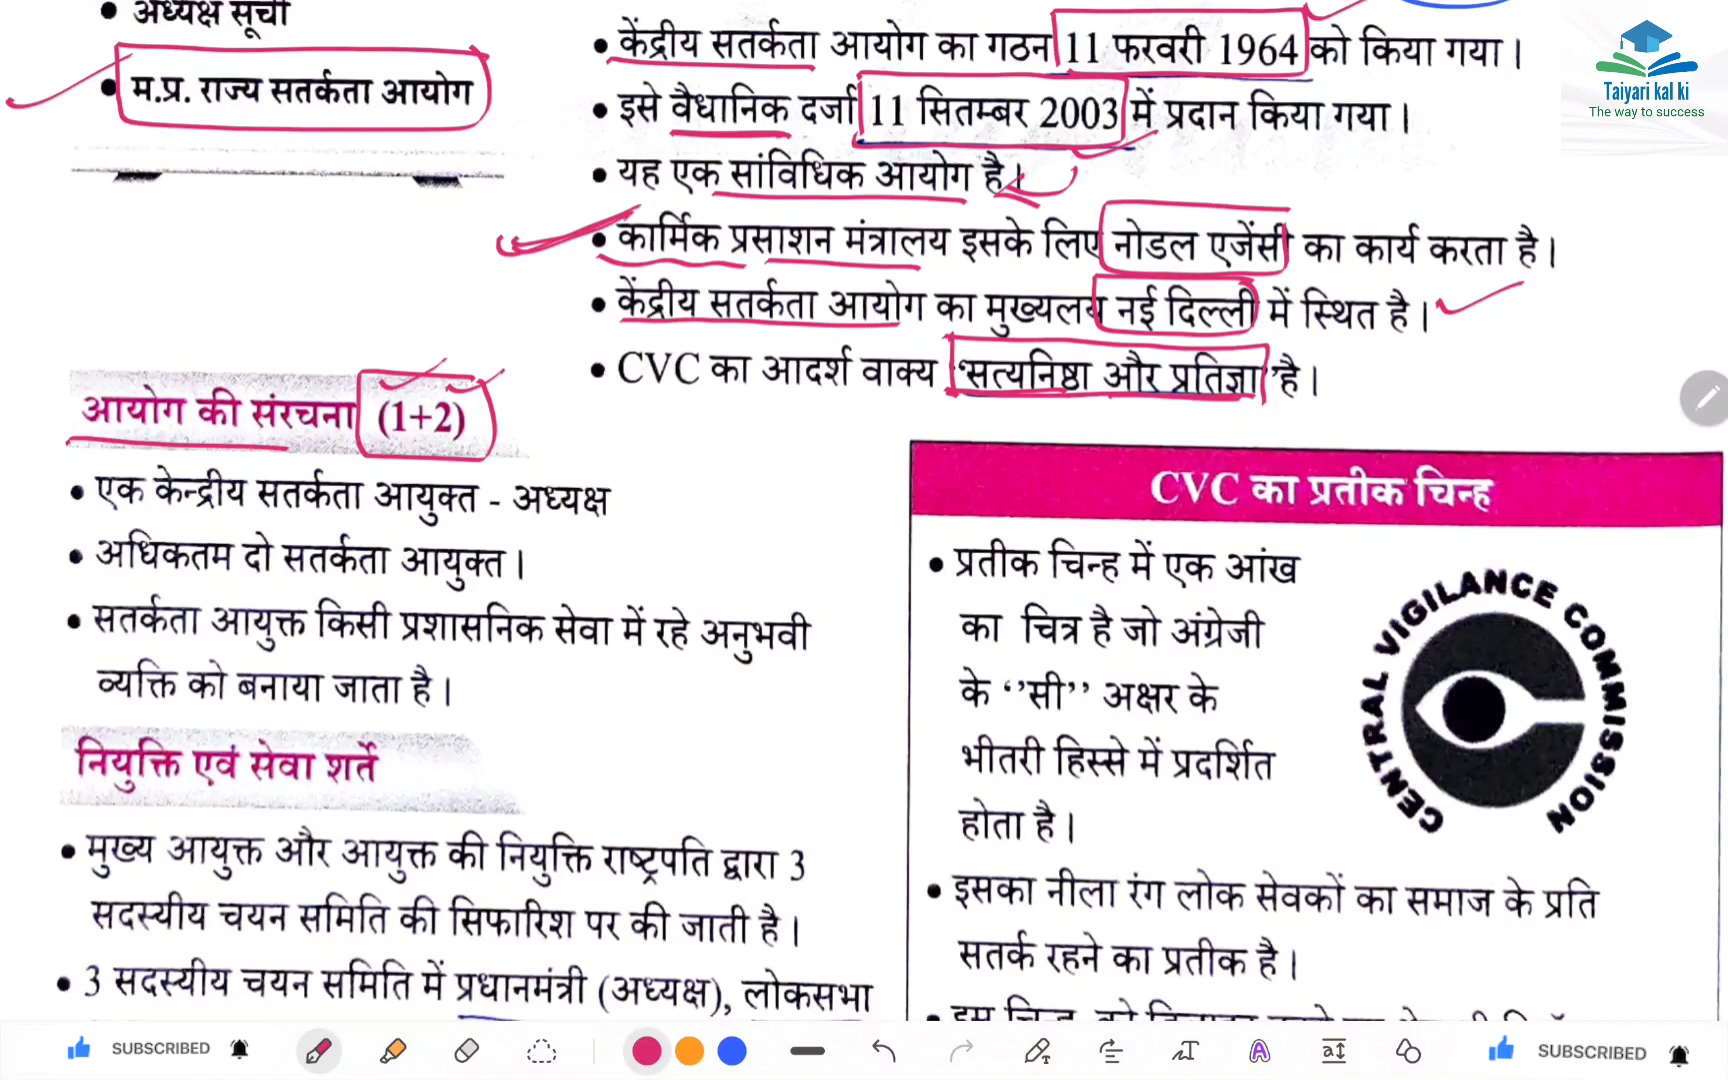 • अध्यक्ष सूची
• म.प्र. राज्य सतर्कता आयोग
• केंद्रीय सतर्कता आयोग का गठन 11 फरवरी 1964 को किया गया।
• इसे वैधानिक दर्जा 11 सितम्बर 2003 में प्रदान किया गया।
• यह एक सांविधिक आयोग है।
• कार्मिक प्रसाशन मंत्रालय इसके लिए नोडल एजेंसी का कार्य करता है।
• केंद्रीय सतर्कता आयोग का मुख्यलय नई दिल्ली में स्थित है।
• CVC का आदर्श वाक्य ‘सत्यनिष्ठा और प्रतिज्ञा’ है।
Taiyari kal ki
The way to success
आयोग की संरचना (1+2)
• एक केन्द्रीय सतर्कता आयुक्त - अध्यक्ष
• अधिकतम दो सतर्कता आयुक्त।
• सतर्कता आयुक्त किसी प्रशासनिक सेवा में रहे अनुभवी
व्यक्ति को बनाया जाता है।
नियुक्ति एवं सेवा शर्ते
• मुख्य आयुक्त और आयुक्त की नियुक्ति राष्ट्रपति द्वारा 3
सदस्यीय चयन समिति की सिफारिश पर की जाती है।
• 3 सदस्यीय चयन समिति में प्रधानमंत्री (अध्यक्ष), लोकसभा
CVC का प्रतीक चिन्ह
• प्रतीक चिन्ह में एक आंख
का चित्र है जो अंग्रेजी
के ‘’सी’’ अक्षर के
भीतरी हिस्से में प्रदर्शित
होता है।
CENTRAL VIGILANCE COMMISSION
• इसका नीला रंग लोक सेवकों का समाज के प्रति
सतर्क रहने का प्रतीक है।
SUBSCRIBED
SUBSCRIBED